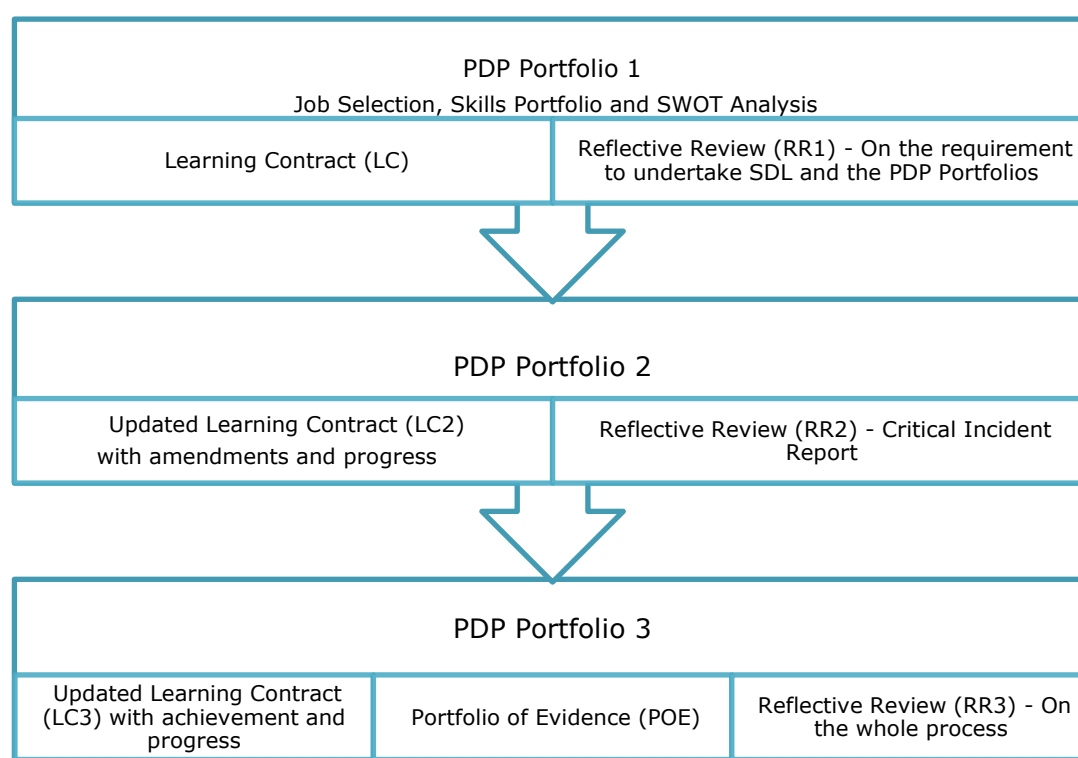 PDP Portfolio 1
Job Selection, Skills Portfolio and SWOT Analysis
Learning Contract (LC)
Reflective Review (RR1) - On the requirement
to undertake SDL and the PDP Portfolios
PDP Portfolio 2
Updated Learning Contract (LC2)
with amendments and progress
Reflective Review (RR2) - Critical Incident
Report
PDP Portfolio 3
Updated Learning Contract
(LC3) with achievement and
progress
Portfolio of Evidence (POE)
Reflective Review (RR3) - On
the whole process